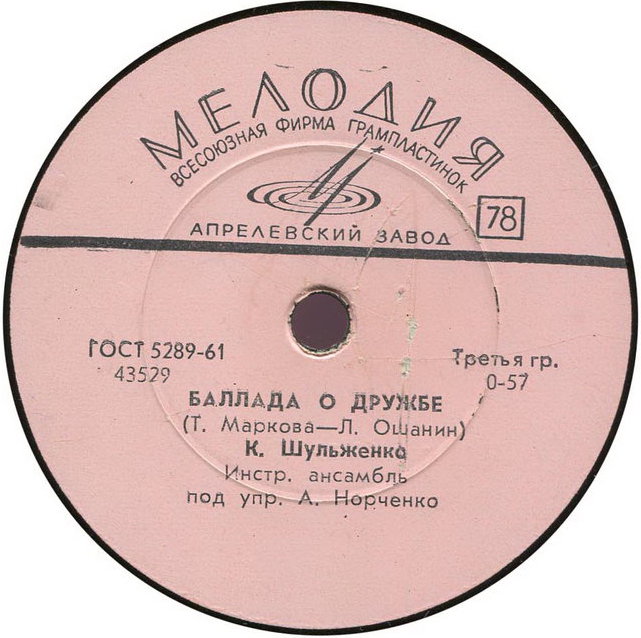 МЕЛОДИЯ
ВСЕСОЮЗНАЯ ФИРМА ГРАМПЛАСТИНОК
78
АПРЕЛЕВСКИЙ ЗАВОД
ГОСТ 5289-61
Третья гр.
43529
0-57
БАЛЛАДА О ДРУЖБЕ
(Т. Маркова—Л. Ошанин)
К. Шульженко
Инстр. ансамбль
под упр. А. Норченко